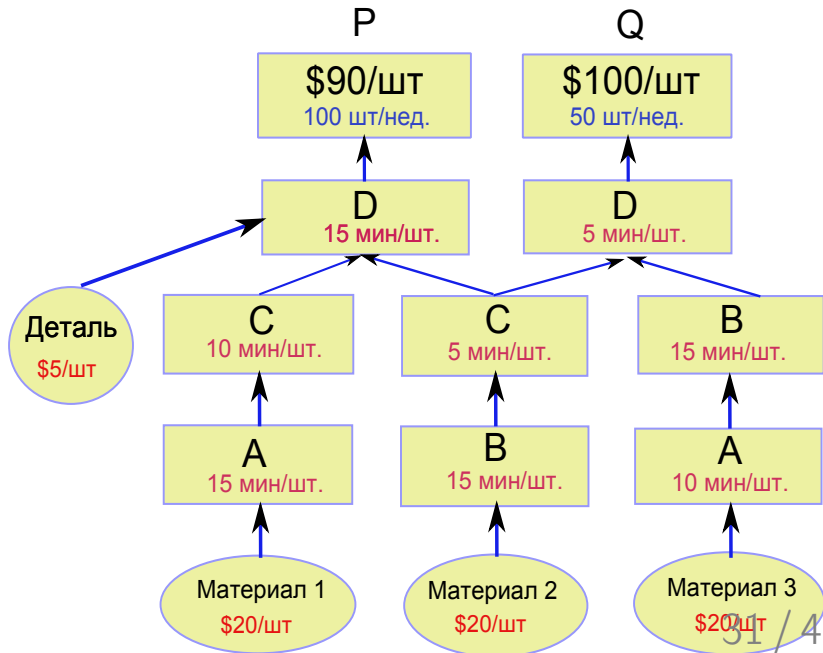 P
Q
$90/шт
100 шт/нед.
$100/шт
50 шт/нед.
D
15 мин/шт.
D
5 мин/шт.
Деталь
$5/шт
C
10 мин/шт.
C
5 мин/шт.
B
15 мин/шт.
A
15 мин/шт.
B
15 мин/шт.
A
10 мин/шт.
Материал 1
$20/шт
Материал 2
$20/шт
Материал 3
$20/шт
31 / 4